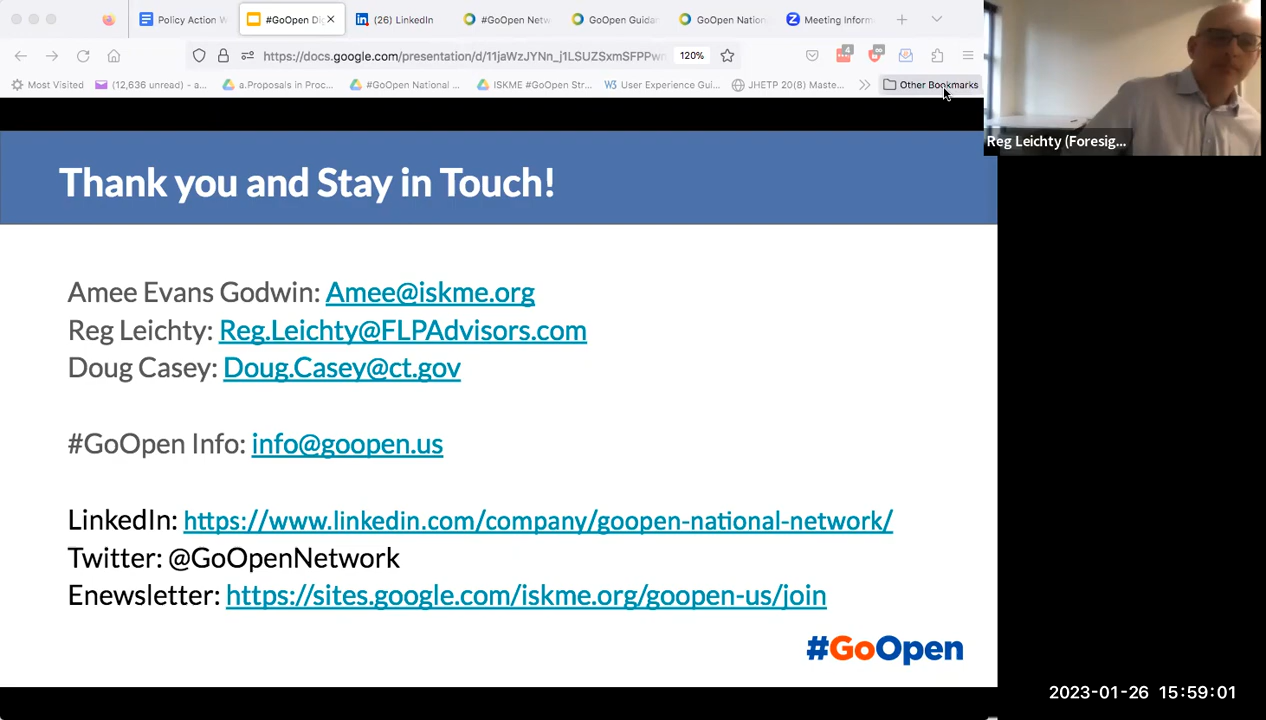 Policy Action W
#GoOpen Di
(26) LinkedIn
#GoOpen Netw
GoOpen Guida
GoOpen Nation
Meeting Inform
https://docs.google.com/presentation/d/11jaWzJYNn_j1LSUZSxmSFPPw
120%
4
Most Visited
(12,636 unread) - a...
a.Proposals in Proc...
#GoOpen National ...
ISKME #GoOpen Str...
User Experience Gui...
JHETP 20(8) Maste...
Other Bookmarks
Reg Leichty (Foresig...
Thank you and Stay in Touch!
Amee Evans Godwin: Amee@iskme.org
Reg Leichty: Reg.Leichty@FLPAdvisors.com
Doug Casey: Doug.Casey@ct.gov
#GoOpen Info: info@goopen.us
LinkedIn: https://www.linkedin.com/company/goopen-national-network/
Twitter: @GoOpenNetwork
Enewsletter: https://sites.google.com/iskme.org/goopen-us/join
#GoOpen
2023-01-26 15:59:01